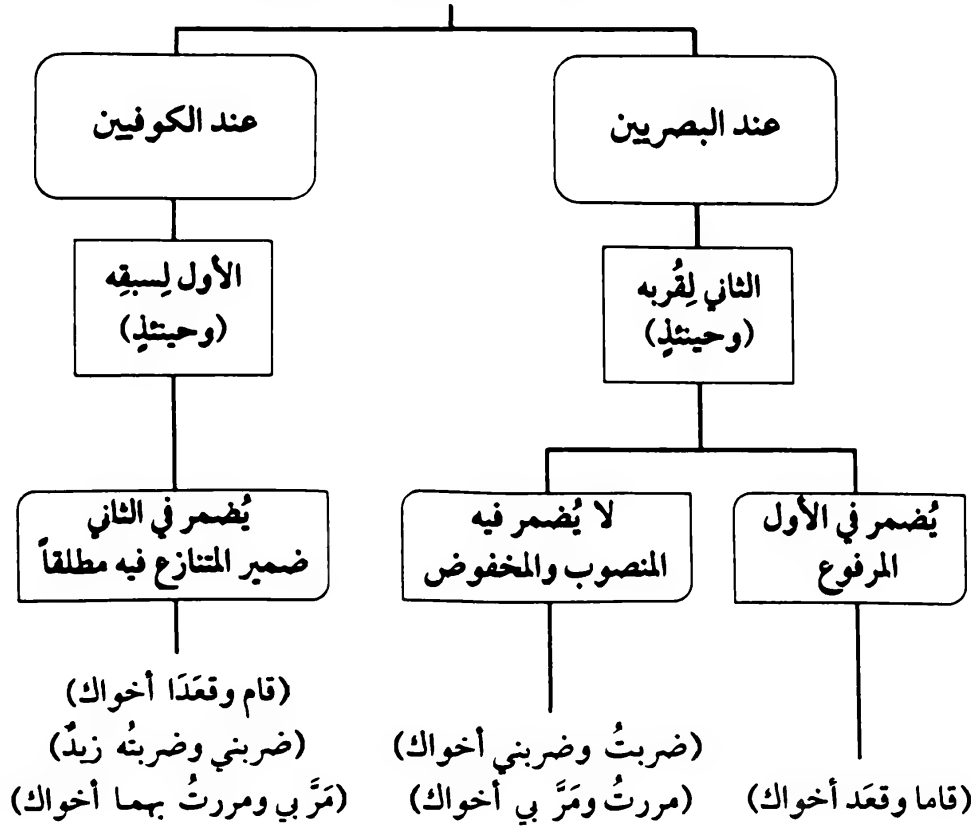 عند البصريين
عند الكوفيين
الثاني لِقُربه
(وحينئذٍ)
الأول لِسبقِه
(وحينئذٍ)
يُضمر في الأول
المرفوع
لا يُضمر فيه
المنصوب والمخفوض
يُضمر في الثاني
ضمير المتنازع فيه مطلقاً
(قاما وقعَد أخواك)
(ضربتُ وضربني أخواك)
(مررتُ ومَرَّ بي أخواك)
(قام وقعَدَا أخواك)
(ضربني وضربتُه زيدٌ)
(مَرَّ بي ومررتُ بهما أخواك)